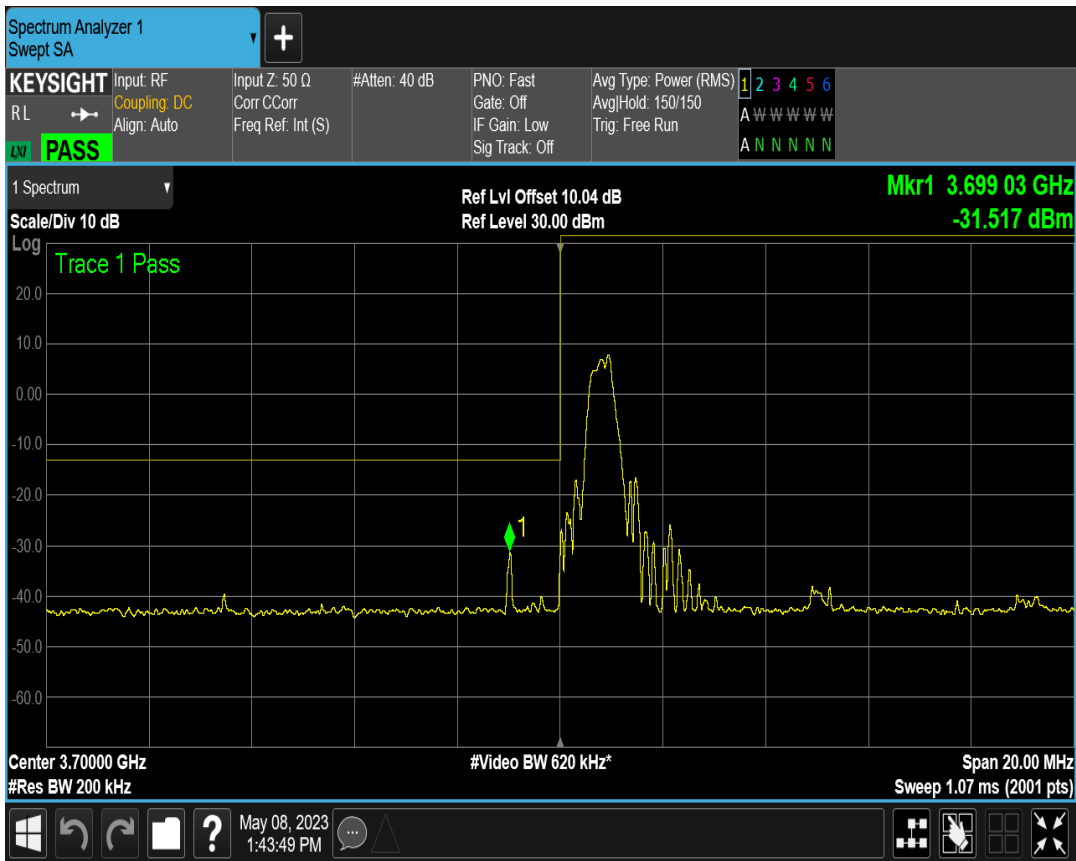 Spectrum Analyzer 1
Swept SA
+
KEYSIGHT
RL
LXI PASS
Input: RF
Coupling: DC
Align: Auto
Input Z: 50 Ω
Corr CCorr
Freq Ref: Int (S)
#Atten: 40 dB
PNO: Fast
Gate: Off
IF Gain: Low
Sig Track: Off
Avg Type: Power (RMS)
Avg|Hold: 150/150
Trig: Free Run
1 2 3 4 5 6
A W W W W W
A N N N N N
1 Spectrum
Scale/Div 10 dB
Ref Lvl Offset 10.04 dB
Ref Level 30.00 dBm
Mkr1 3.699 03 GHz
-31.517 dBm
Log
Trace 1 Pass
20.0
10.0
0.00
-10.0
-20.0
1
-30.0
-40.0
-50.0
-60.0
Center 3.70000 GHz
#Res BW 200 kHz
#Video BW 620 kHz*
Span 20.00 MHz
Sweep 1.07 ms (2001 pts)
?
May 08, 2023
1:43:49 PM